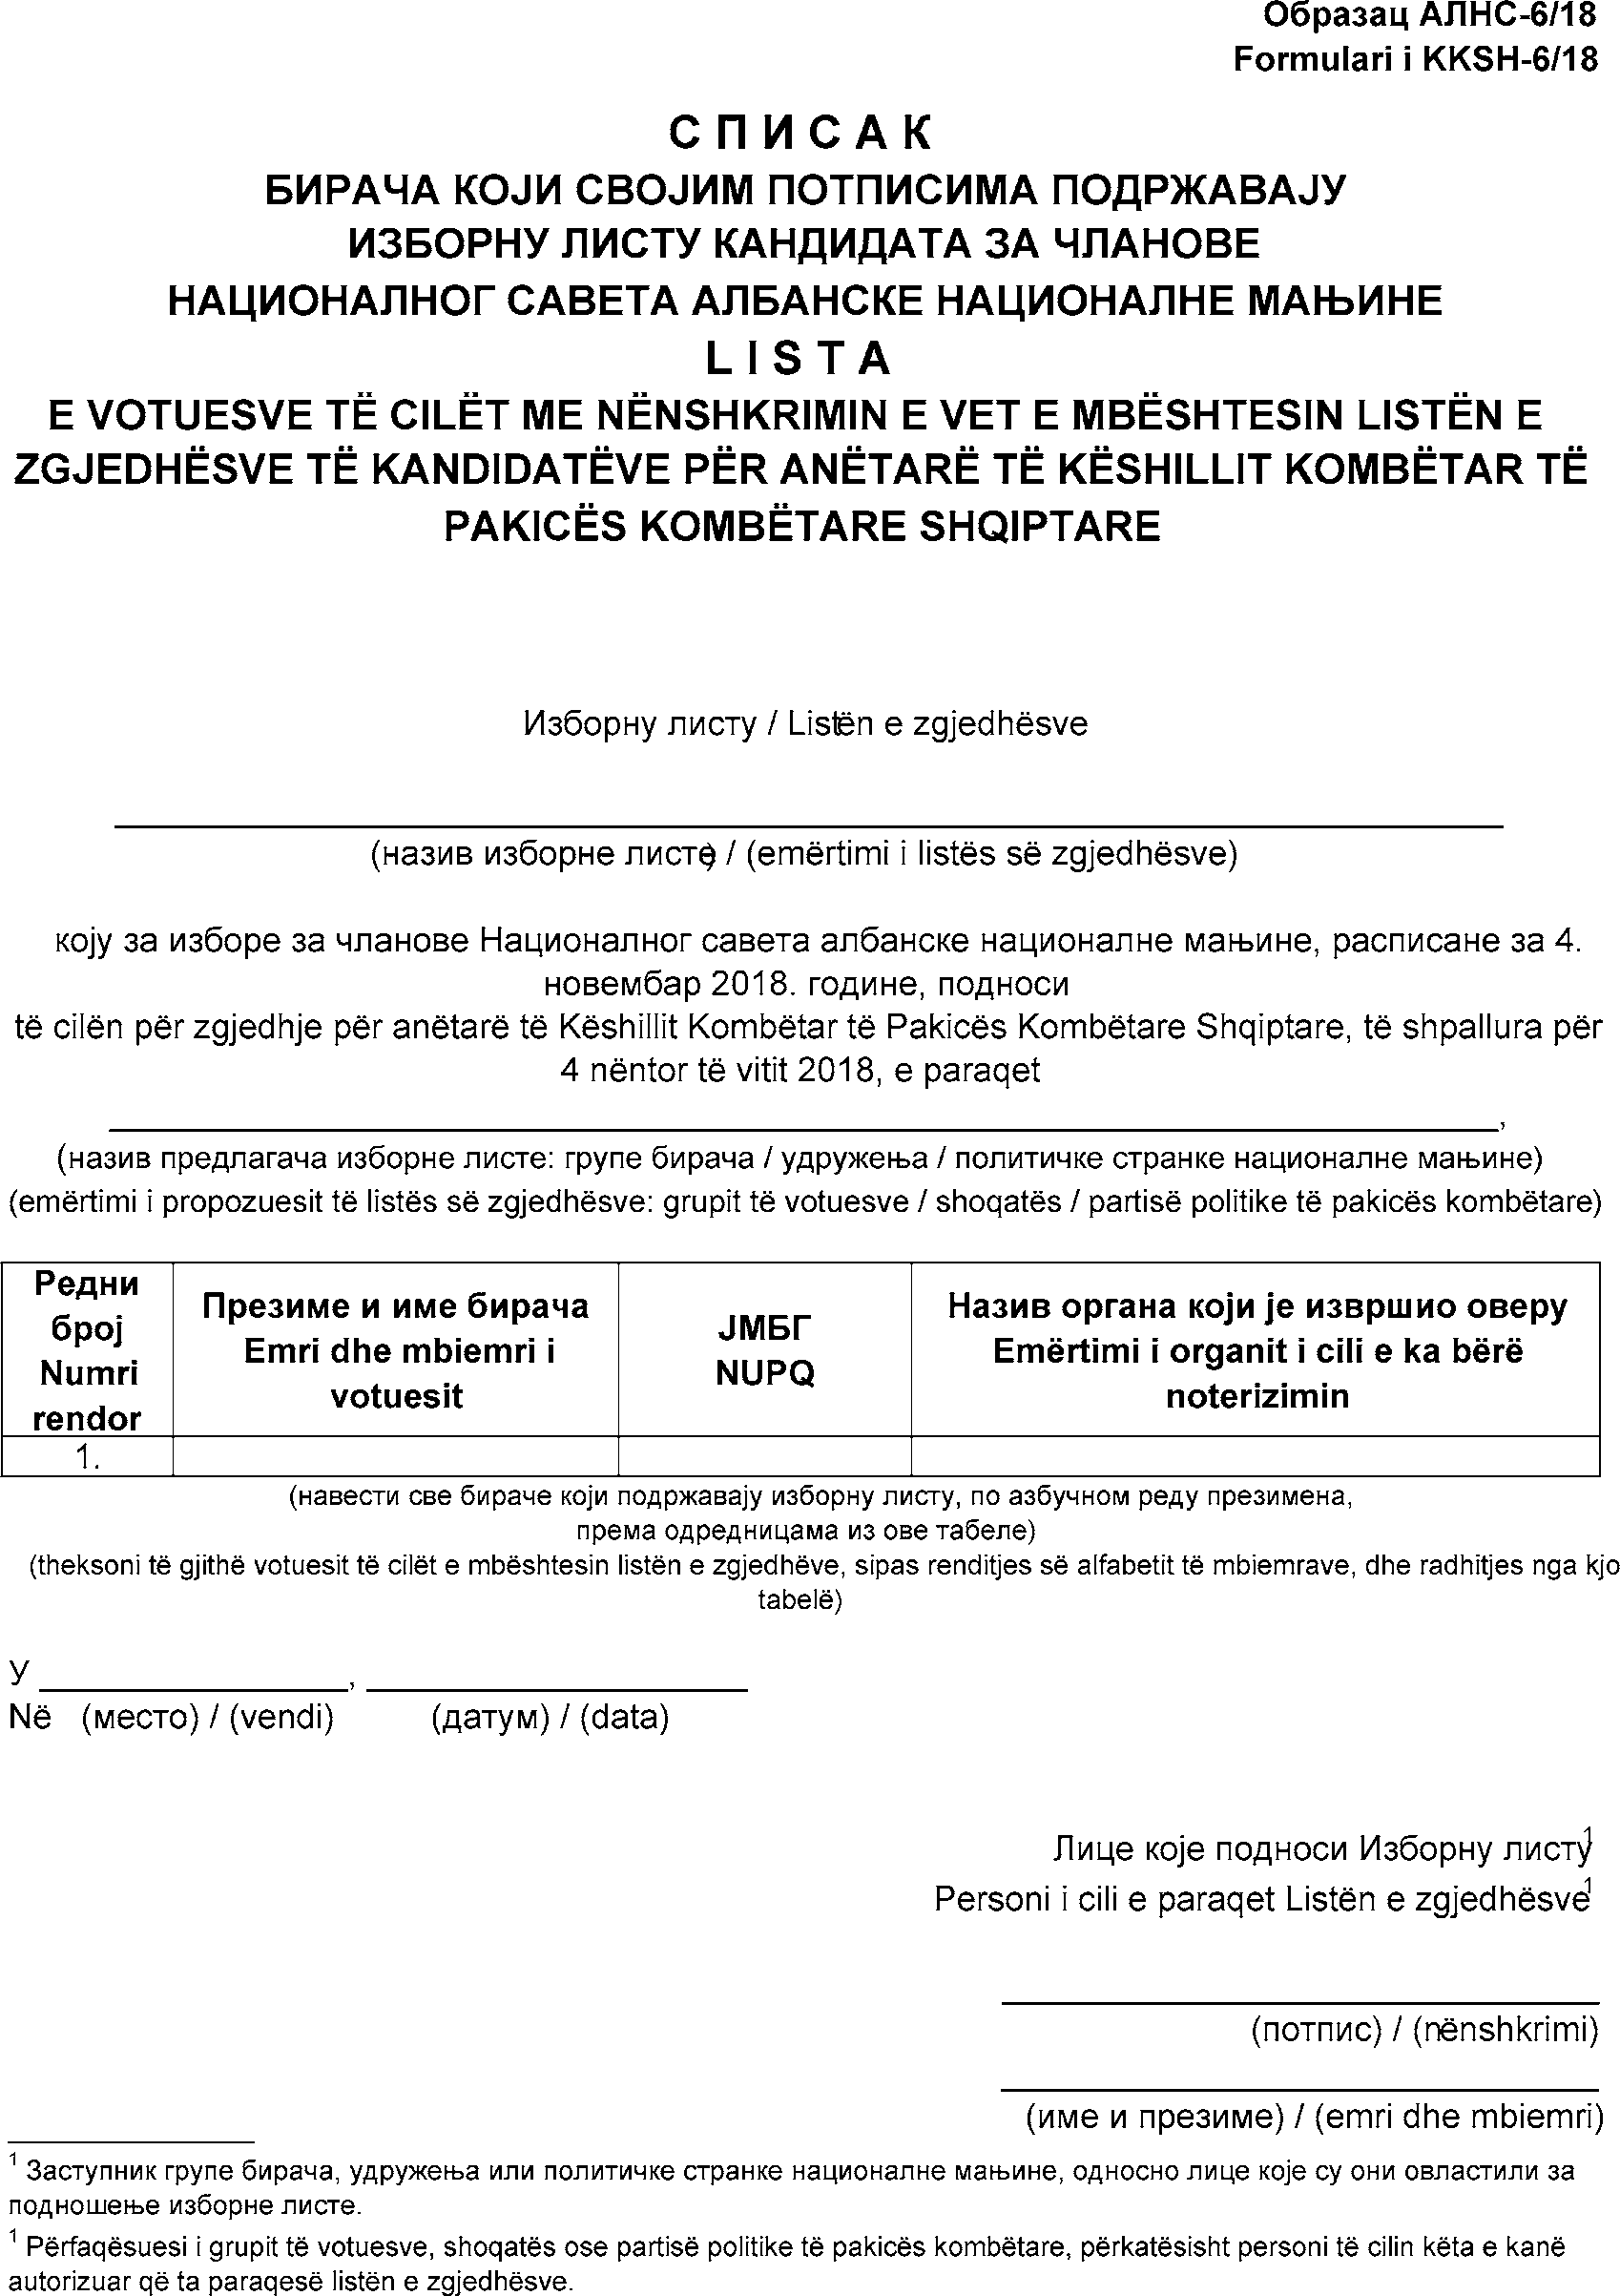 Образац АЛНС-6/18
Formulari i KKSH-6/18
С П И С А К
БИРАЧА КОЈИ СВОЈИМ ПОТПИСИМА ПОДРЖАВАЈУ
ИЗБОРНУ ЛИСТУ КАНДИДАТА ЗА ЧЛАНОВЕ
НАЦИОНАЛНОГ САВЕТА АЛБАНСКЕ НАЦИОНАЛНЕ МАЊИНЕ
L I S T A
E VOTUESVE TË CILËT ME NËNSHKRIMIN E VET E MBËSHTESIN LISTËN E
ZGJEDHËSVE TË KANDIDATËVE PËR ANËTARË TË KËSHILLIT KOMBËTAR TË
PAKICËS KOMBËTARE SHQIPTARE
Изборну листу / Listën e zgjedhësve
(назив изборне листе) / (emërtimi i listës së zgjedhësve)
коју за изборе за чланове Националног савета албанске националне мањине, расписане за 4.
новембар 2018. године, подноси
të cilën për zgjedhje për anëtarë të Këshillit Kombëtar të Pakicës Kombëtare Shqiptare, të shpallura për
4 nëntor të vitit 2018, e paraqet
,
(назив предлагача изборне листе: групе бирача / удружења / политичке странке националне мањине)
(emërtimi i propozuesit të listës së zgjedhësve: grupit të votuesve / shoqatës / partisë politike të pakicës kombëtare)
Редни
број
Numri
rendor
Презиме и име бирача
Emri dhe mbiemri i
votuesit
ЈМБГ
NUPQ
Назив органа који је извршио оверу
Emërtimi i organit i cili e ka bërë
noterizimin
1.
(навести све бираче који подржавају изборну листу, по азбучном реду презимена,
према одредницама из ове табеле)
(theksoni të gjithë votuesit të cilët e mbështesin listën e zgjedhëve, sipas renditjes së alfabetit të mbiemrave, dhe radhitjes nga kjo
tabelë)
У ____________, ____________
Në (место) / (vendi) (датум) / (data)
Лице које подноси Изборну листу1
Personi i cili e paraqet Listën e zgjedhësve1
(потпис) / (nënshkrimi)
(име и презиме) / (emri dhe mbiemri)
1 Заступник групе бирача, удружења или политичке странке националне мањине, односно лице које су они овластили за
подношење изборне листе.
1 Përfaqësuesi i grupit të votuesve, shoqatës ose partisë politike të pakicës kombëtare, përkatësisht personi të cilin këta e kanë
autorizuar që ta paraqesë listën e zgjedhësve.